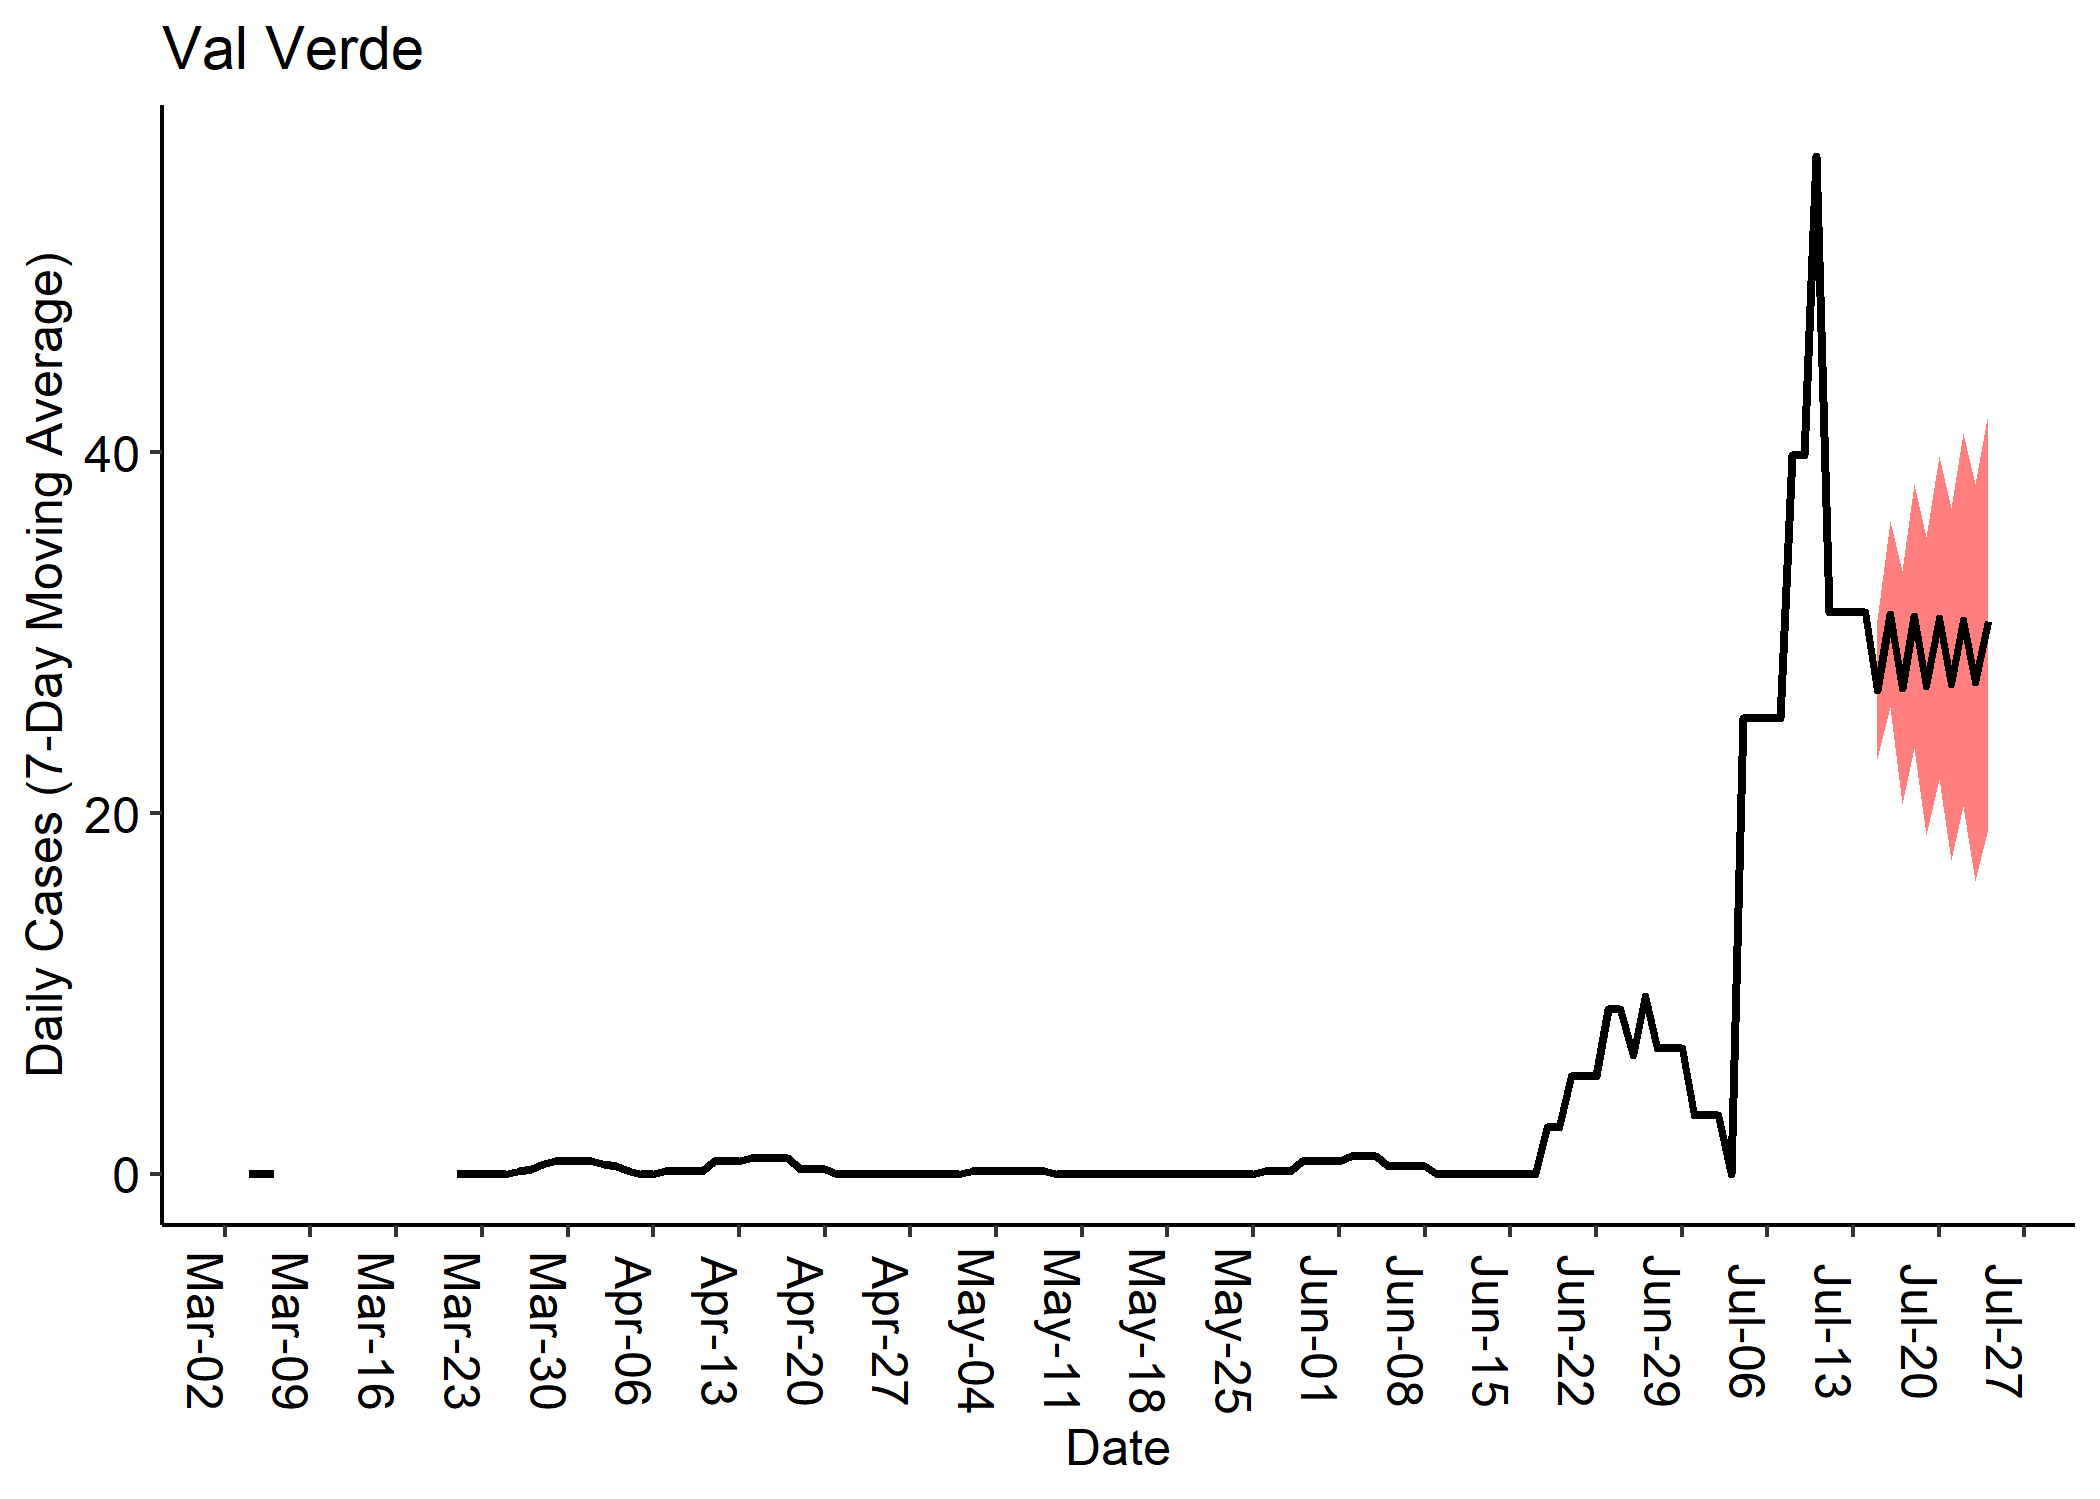 Val Verde
Daily Cases (7-Day Moving Average)
40
20
0
Mar-02
Mar-09
Mar-16
Mar-23
Mar-30
Apr-06
Apr-13
Apr-20
Apr-27
May-04
May-11
May-18
May-25
Jun-01
Jun-08
Jun-15
Jun-22
Jun-29
Jul-06
Jul-13
Jul-20
Jul-27
Date